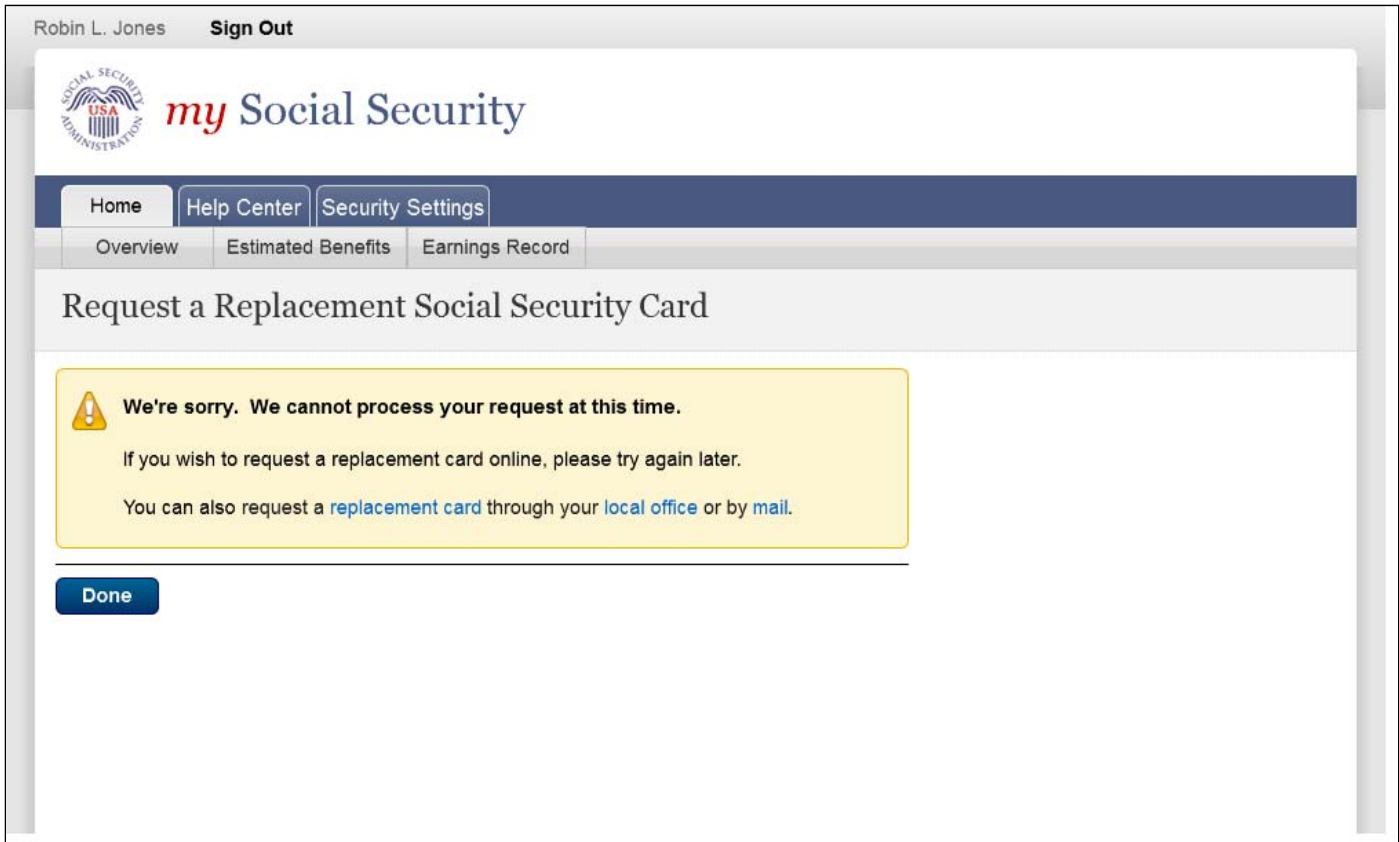 Robin L. Jones Sign Out
SOCIAL SECURITY ADMINISTRATION
USA
my Social Security
Home Help Center Security Settings
Overview Estimated Benefits Earnings Record
Request a Replacement Social Security Card
We're sorry. We cannot process your request at this time.
If you wish to request a replacement card online, please try again later.
You can also request a replacement card through your local office or by mail.
Done